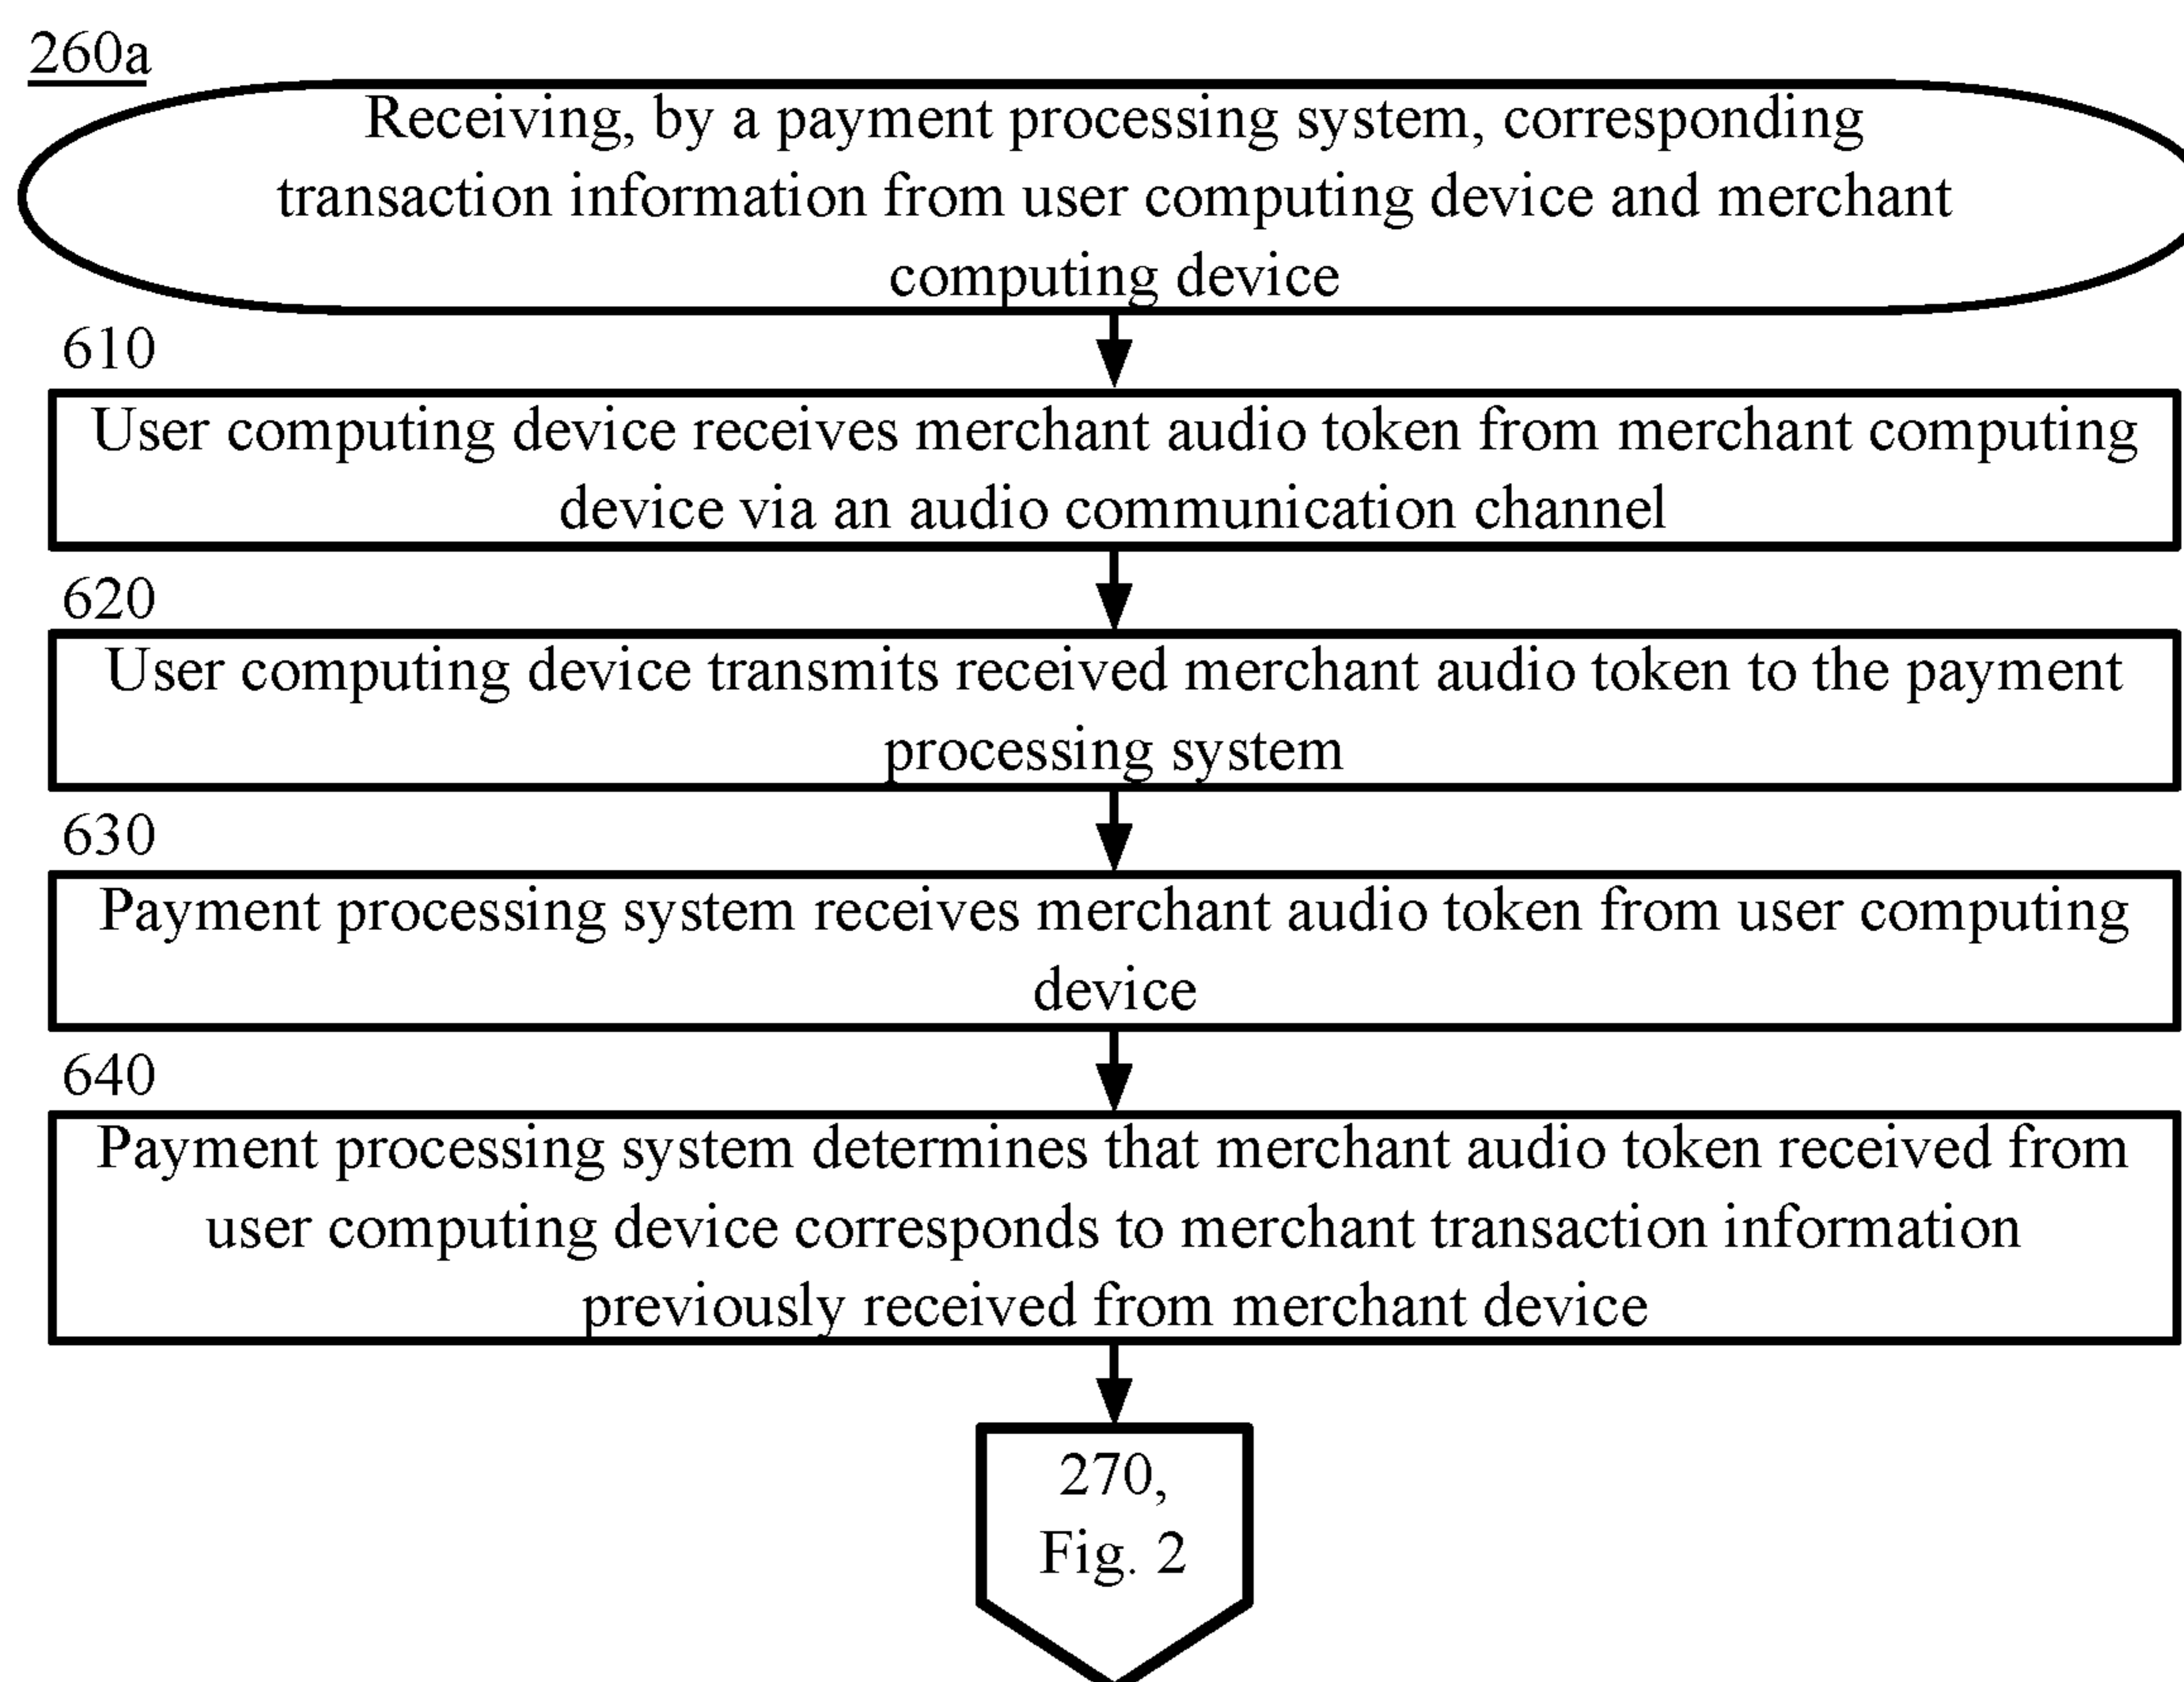 260a
Receiving, by a payment processing system, corresponding
transaction information from user computing device and merchant
computing device
610
User computing device receives merchant audio token from merchant computing
device via an audio communication channel
620
User computing device transmits received merchant audio token to the payment
processing system
630
Payment processing system receives merchant audio token from user computing
device
640
Payment processing system determines that merchant audio token received from
user computing device corresponds to merchant transaction information
previously received from merchant device
270,
Fig. 2